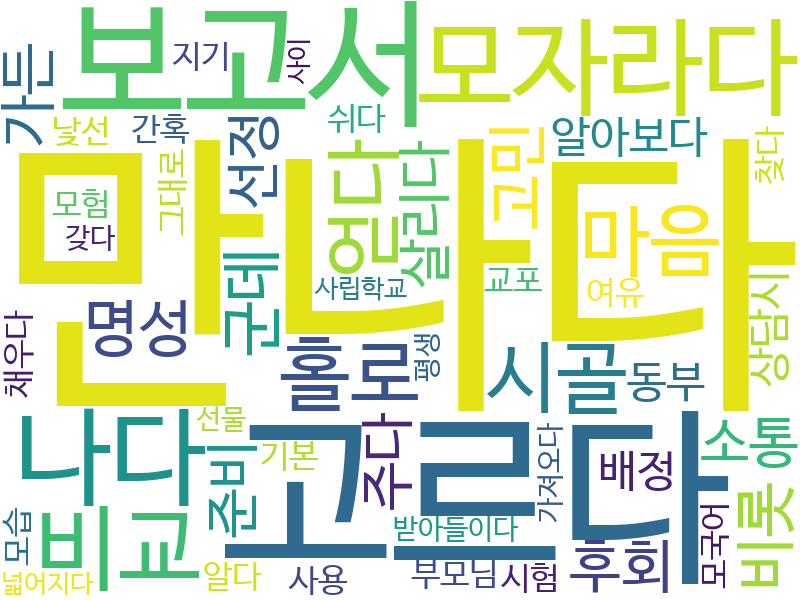 보고서
모자라다
지기
사이
가든
낯선
간혹
선정
쉬다
고민
알아보다
찾다
만나다
그대로
얻다
살리다
마음
모험
갖다
군데
사립학교
교포
여유
상담시
명성
채우다
홀로
평생
시골
동부
나다
선물
고르다
주다
기본
준비
가져오다
배정
소통
비교
모습
받아들이다
모국어
비롯
넓어지다
알다
사용
부모님
시험
후회